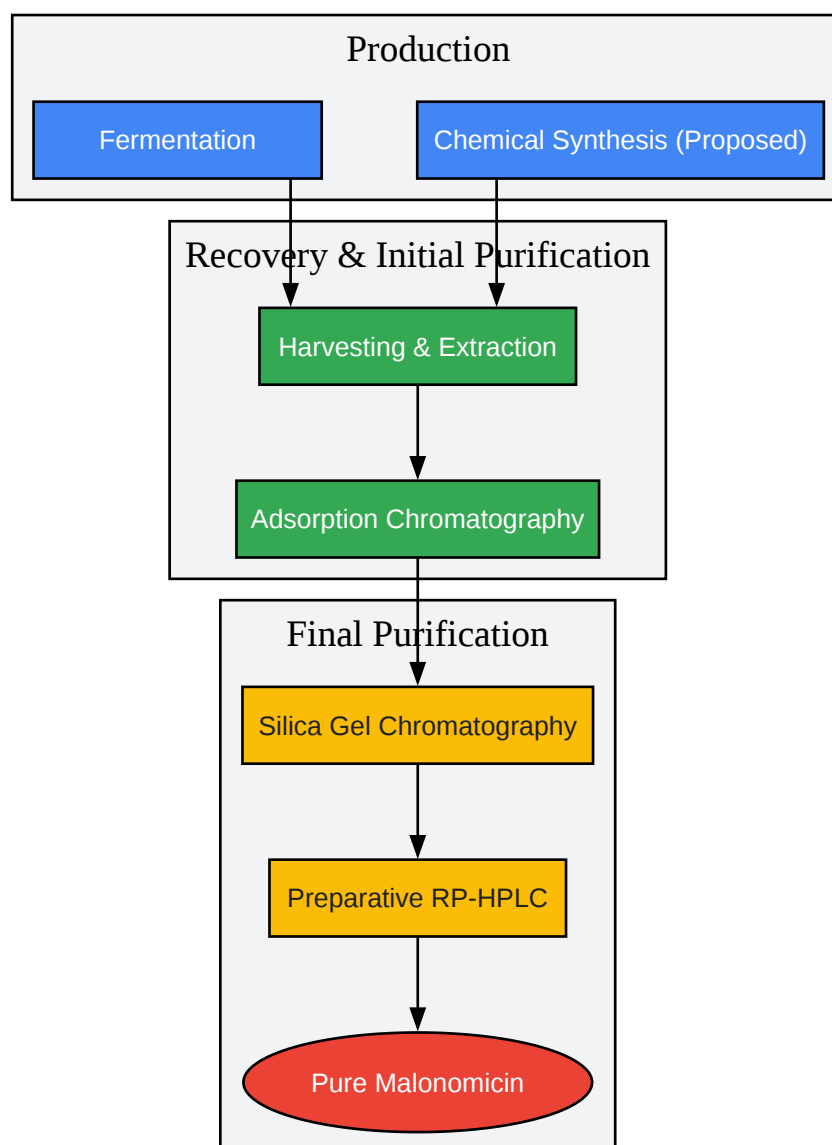 Production
Fermentation
Chemical Synthesis (Proposed)
Recovery & Initial Purification
Harvesting & Extraction
Adsorption Chromatography
Final Purification
Silica Gel Chromatography
Preparative RP-HPLC
Pure Malonomicin